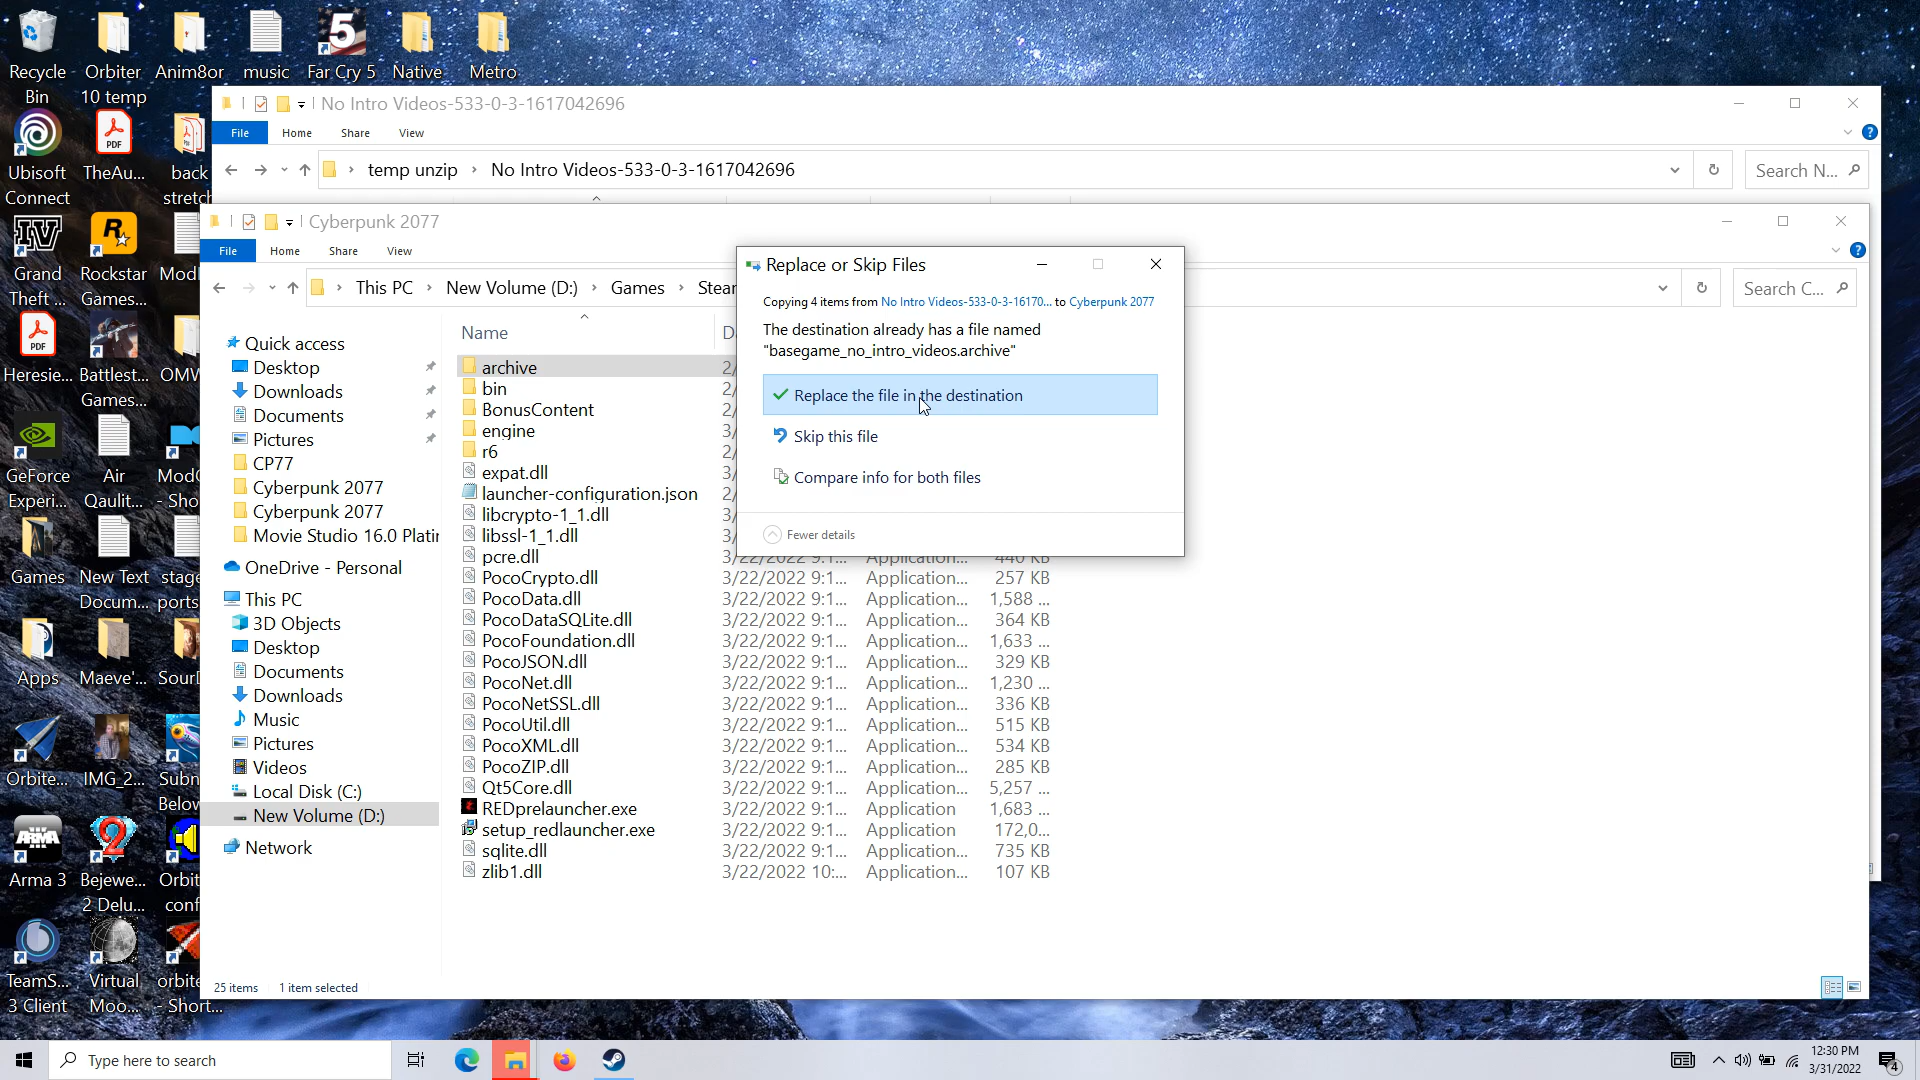 Recycle
Bin
Orbiter
10 temp
Anim8or
music
Far Cry 5
Native
Metro
Ubisoft
Connect
TheAu...
back
Grand
Theft ...
Rockstar
Games...
PDF
PDF
Heresie...
Battlest...
Games...
GeForce
Experi...
Air
Qaulit...
- Sho
Games
New Text
Docum...
stage
ports
Apps
Maeve'...
Orbite...
IMG_2...
Subn
Below
ARMA
Arma 3
Bejewe...
2 Delu...
Orbit
conf
TeamS...
3 Client
Virtual
Moo...
orbite
- Short...
No Intro Videos-533-0-3-1617042696
File Home Share View
temp unzip › No Intro Videos-533-0-3-1617042696
Search N...
Cyberpunk 2077
File Home Share View
This PC › New Volume (D:) › Games ›
Search C...
Quick access
Desktop
Downloads
Documents
Pictures
CP77
Cyberpunk 2077
Cyberpunk 2077
Movie Studio 16.0 Platin
OneDrive - Personal
This PC
3D Objects
Desktop
Documents
Downloads
Music
Pictures
Videos
Local Disk (C:)
New Volume (D:)
Network
Name
archive
bin
BonusContent
engine
r6
expat.dll
launcher-configuration.json
libcrypto-1_1.dll
libssl-1_1.dll
pcre.dll
PocoCrypto.dll 3/22/2022 9:1... Application... 257 KB
PocoData.dll 3/22/2022 9:1... Application... 1,588 ...
PocoDataSQLite.dll 3/22/2022 9:1... Application... 364 KB
PocoFoundation.dll 3/22/2022 9:1... Application... 1,633 ...
PocoJSON.dll 3/22/2022 9:1... Application... 329 KB
PocoNet.dll 3/22/2022 9:1... Application... 1,230 ...
PocoNetSSL.dll 3/22/2022 9:1... Application... 336 KB
PocoUtil.dll 3/22/2022 9:1... Application... 515 KB
PocoXML.dll 3/22/2022 9:1... Application... 534 KB
PocoZIP.dll 3/22/2022 9:1... Application... 285 KB
Qt5Core.dll 3/22/2022 9:1... Application... 5,257 ...
REDprelauncher.exe 3/22/2022 9:1... Application 1,683 ...
setup_redlauncher.exe 3/22/2022 9:1... Application 172,0...
sqlite.dll 3/22/2022 9:1... Application... 735 KB
zlib1.dll 3/22/2022 10:... Application... 107 KB
25 items 1 item selected
Replace or Skip Files
Copying 4 items from No Intro Videos-533-0-3-16170... to Cyberpunk 2077
The destination already has a file named
"basegame_no_intro_videos.archive"
Replace the file in the destination
Skip this file
Compare info for both files
Fewer details
Type here to search
12:30 PM
3/31/2022
4